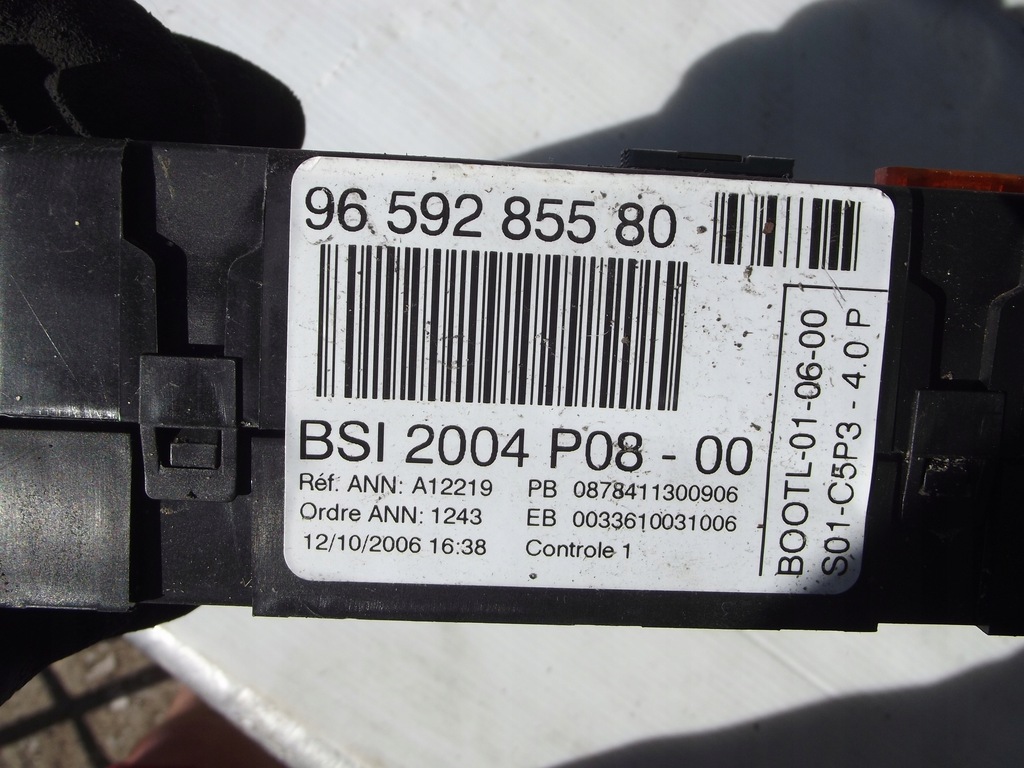 96 592 855 80
BSI 2004 P08 - 00
Réf. ANN: A12219 PB 0878411300906
Ordre ANN: 1243 EB 0033610031006
12/10/2006 16:38 Controle 1
BOOTL-01-06-00
S01-C5P3 - 4.0 P